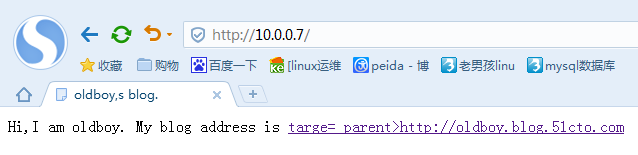 http://10.0.0.7/
收藏 购物 百度一下 [linux运维 peida - 博 老男孩linu mysql数据库
oldboy,s blog.
Hi,I am oldboy. My blog address is targe=_parent>http://oldboy.blog.51cto.com